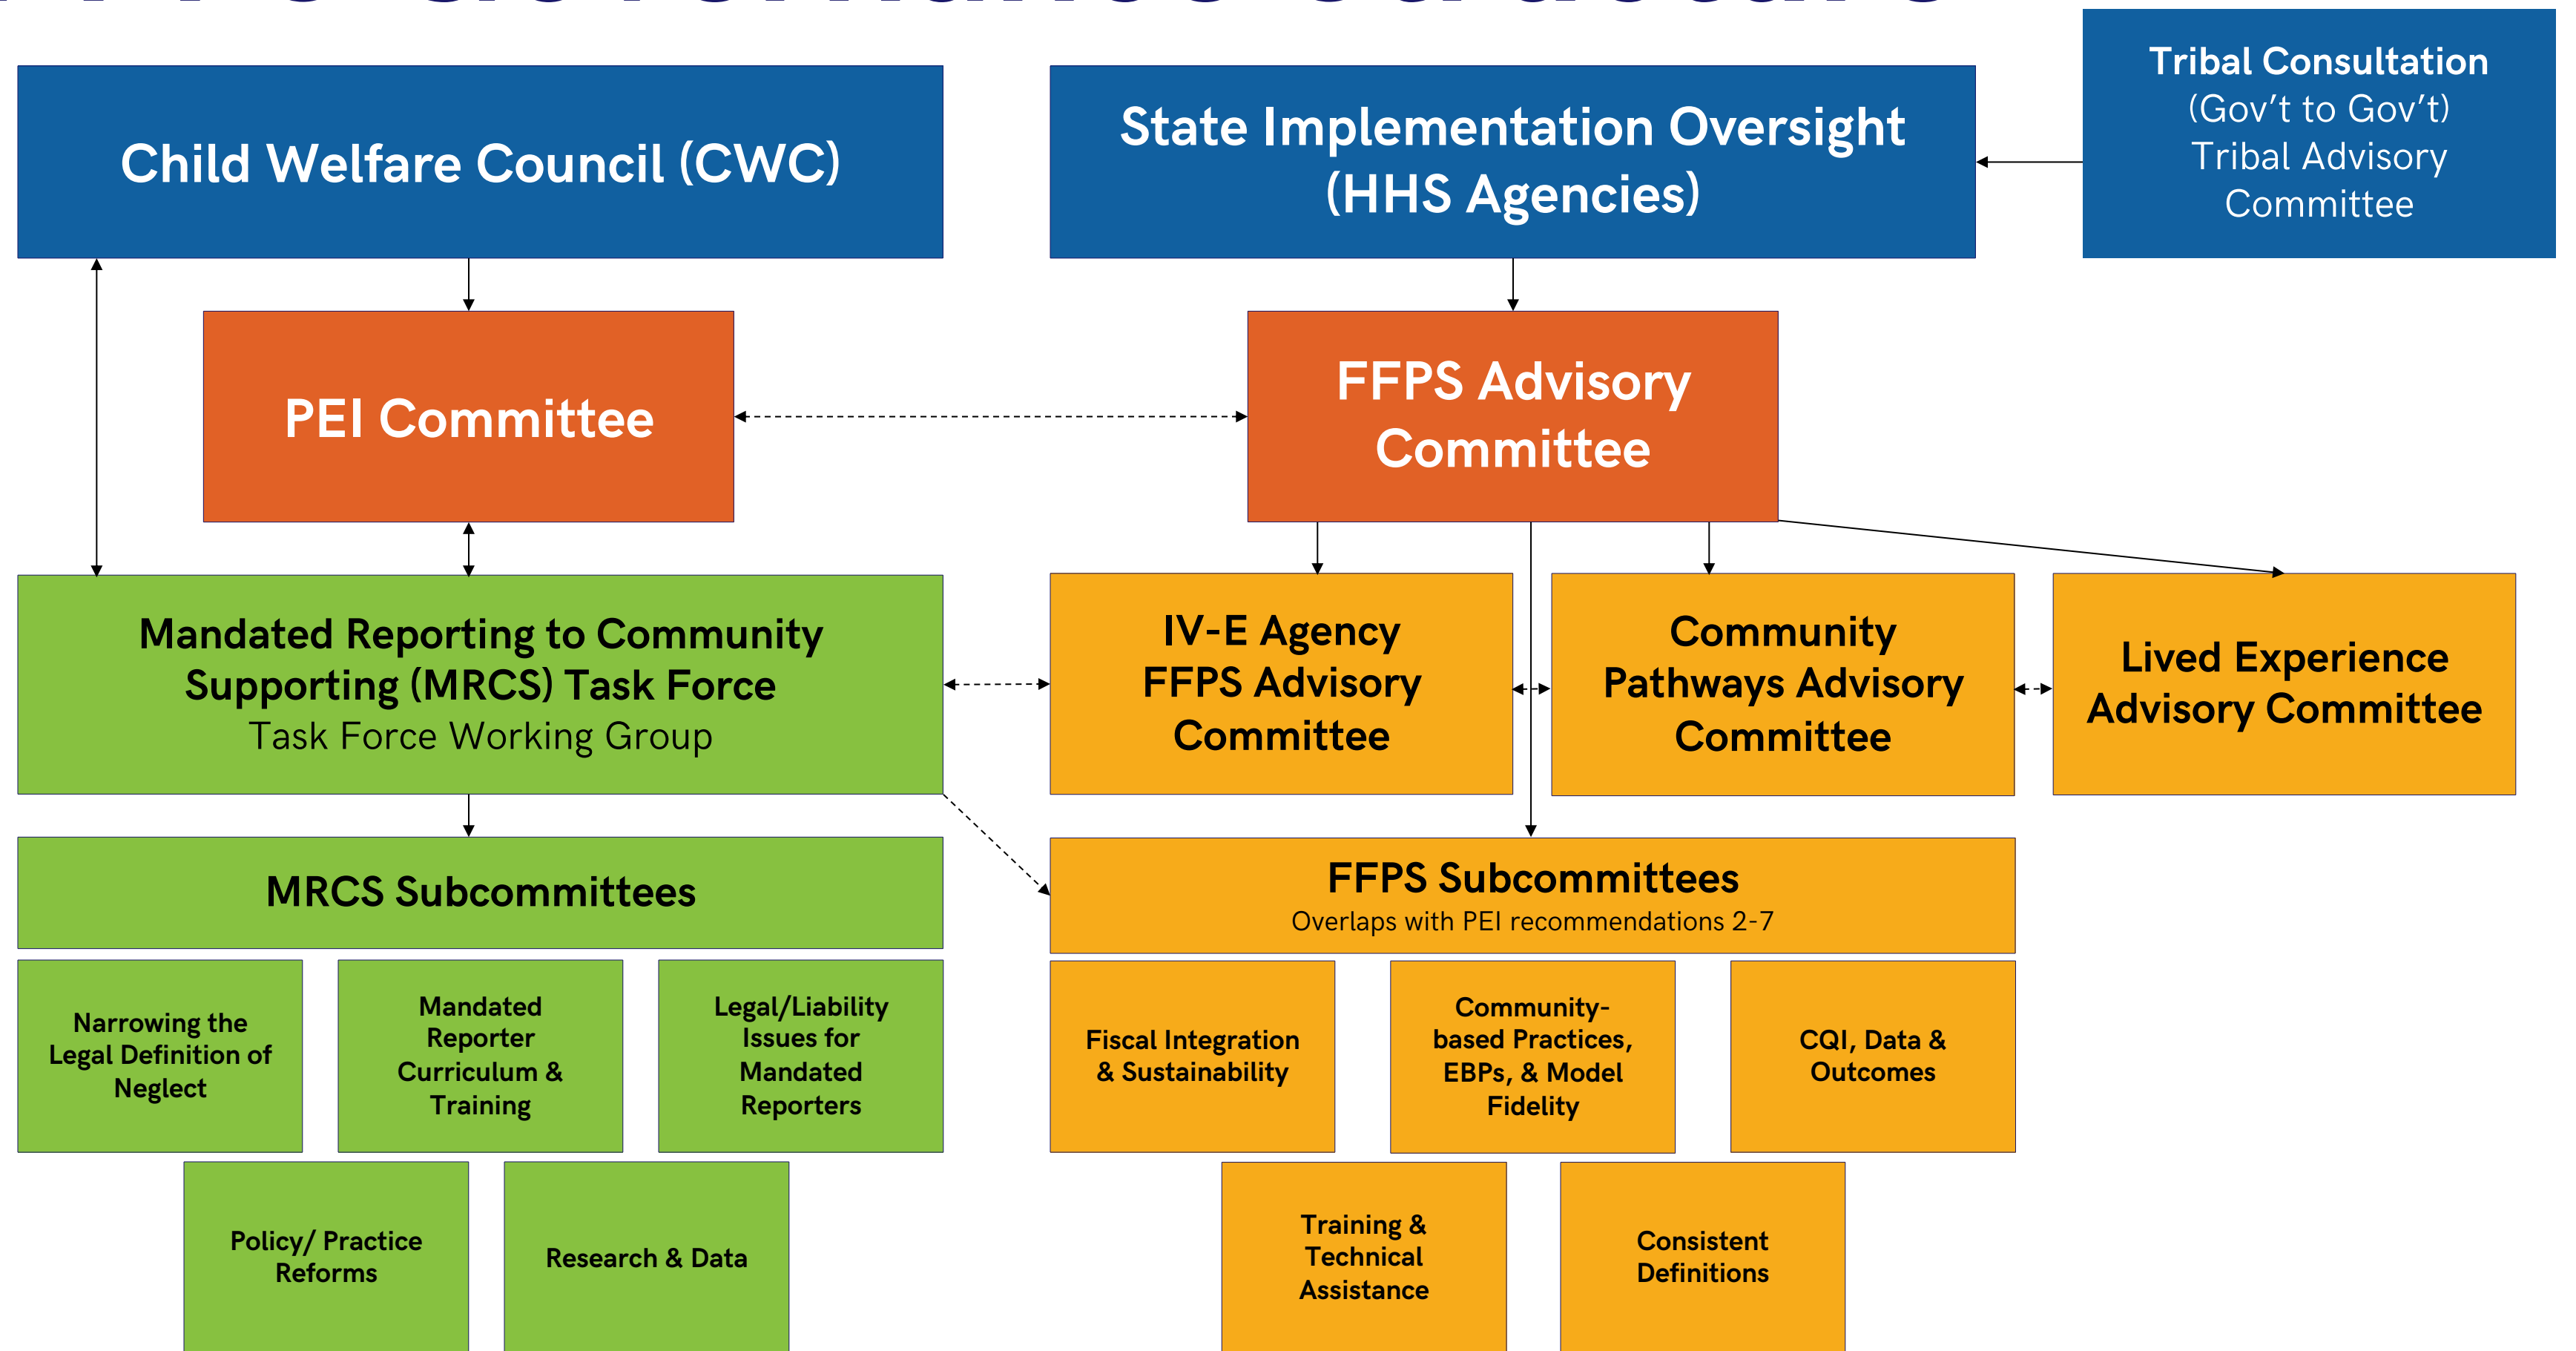 Child Welfare Council (CWC)
State Implementation Oversight
(HHS Agencies)
Tribal Consultation
(Gov’t to Gov’t)
Tribal Advisory
Committee
PEI Committee
FFPS Advisory
Committee
Mandated Reporting to Community
Supporting (MRCS) Task Force
Task Force Working Group
IV-E Agency
FFPS Advisory
Committee
Community
Pathways Advisory
Committee
Lived Experience
Advisory Committee
MRCS Subcommittees
FFPS Subcommittees
Overlaps with PEI recommendations 2-7
Narrowing the
Legal Definition of
Neglect
Mandated
Reporter
Curriculum &
Training
Legal/Liability
Issues for
Mandated
Reporters
Fiscal Integration
& Sustainability
Community-
based Practices,
EBPs, & Model
Fidelity
CQI, Data &
Outcomes
Policy/ Practice
Reforms
Research & Data
Training &
Technical
Assistance
Consistent
Definitions